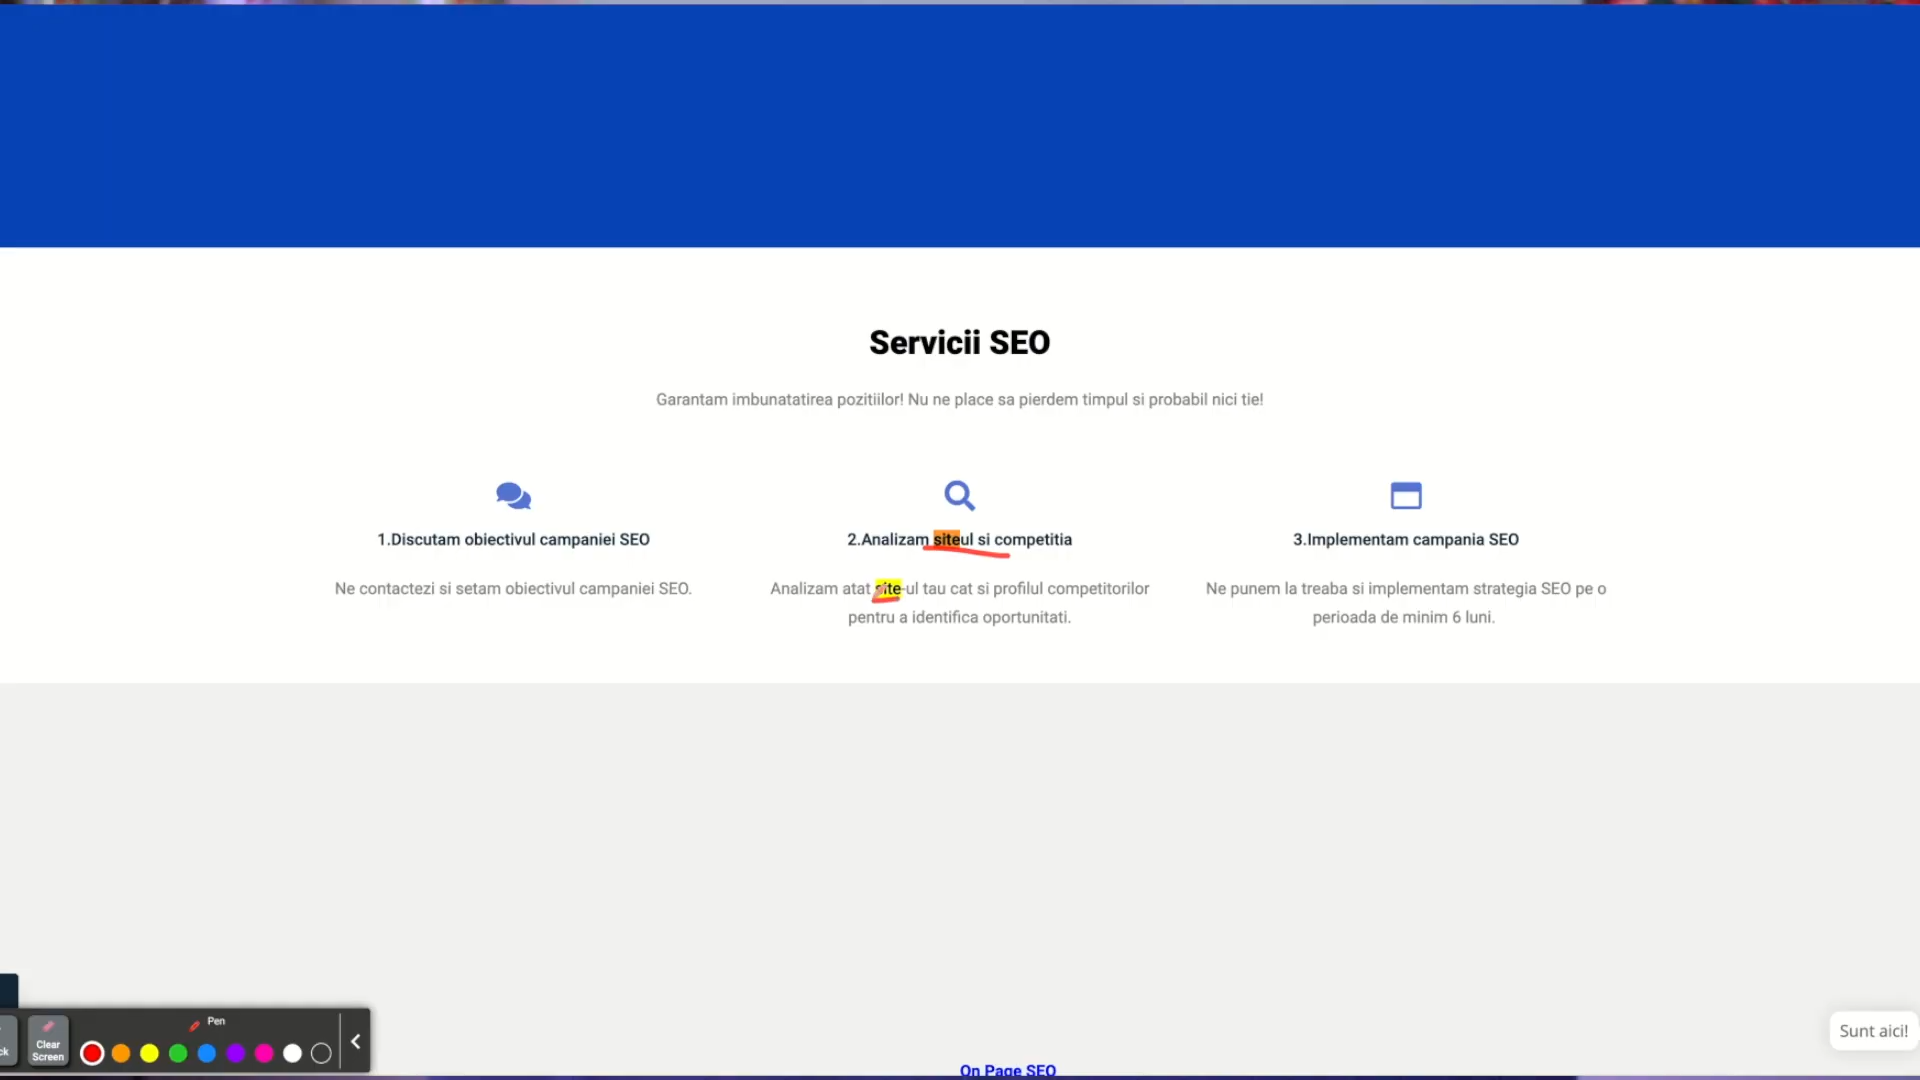 Servicii SEO
Garantam imbunatatirea pozitiilor! Nu ne place sa pierdem timpul si probabil nici tie!
1.Discutam obiectivul campaniei SEO
Ne contactezi si setam obiectivul campaniei SEO.
2.Analizam siteul si competitia
Analizam atat site-ul tau cat si profilul competitorilor
pentru a identifica oportunitati.
3.Implementam campania SEO
Ne punem la treaba si implementam strategia SEO pe o
perioada de minim 6 luni.
Pen
Clear
Screen
Sunt aici!
On Page SEO